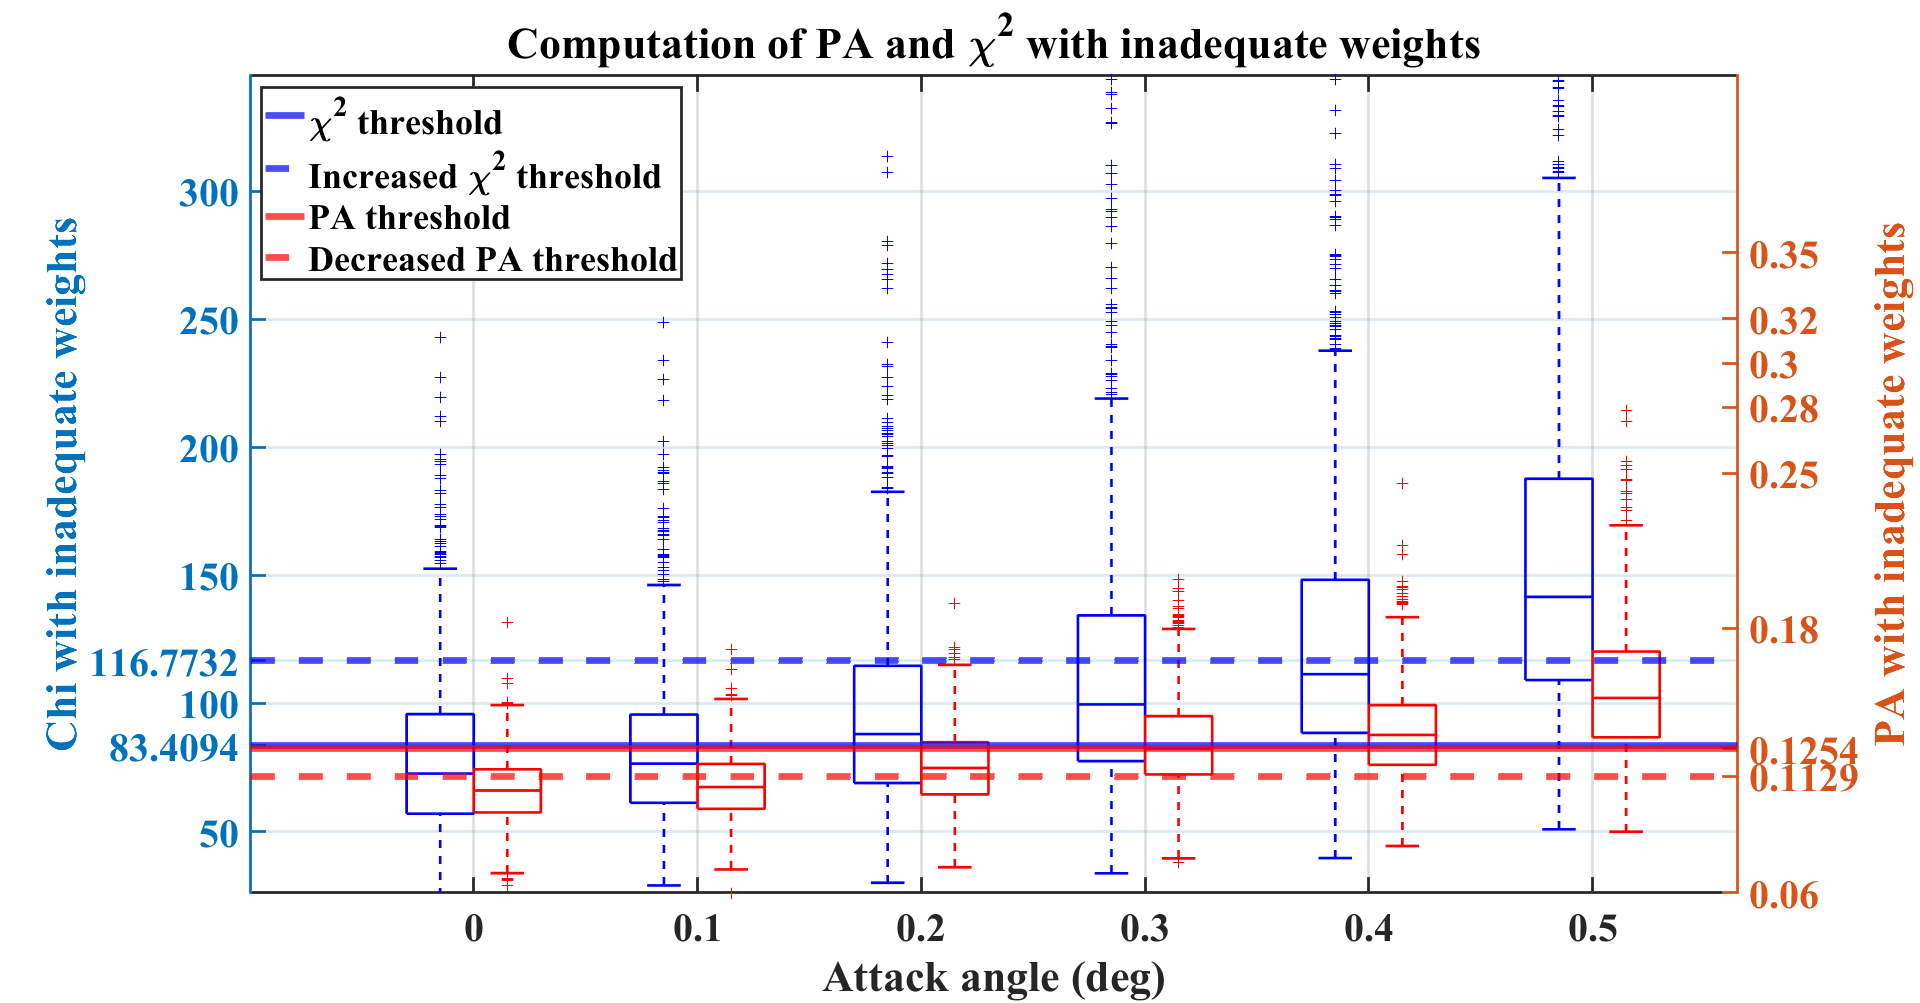 Computation of PA and χ² with inadequate weights
χ² threshold
Increased χ² threshold
PA threshold
Decreased PA threshold
Chi with inadequate weights
300
250
200
150
116.7732
100
83.4094
50
0.35
0.32
0.3
0.28
0.25
0.18
0.1254
0.1129
0.06
PA with inadequate weights
0 0.1 0.2 0.3 0.4 0.5
Attack angle (deg)